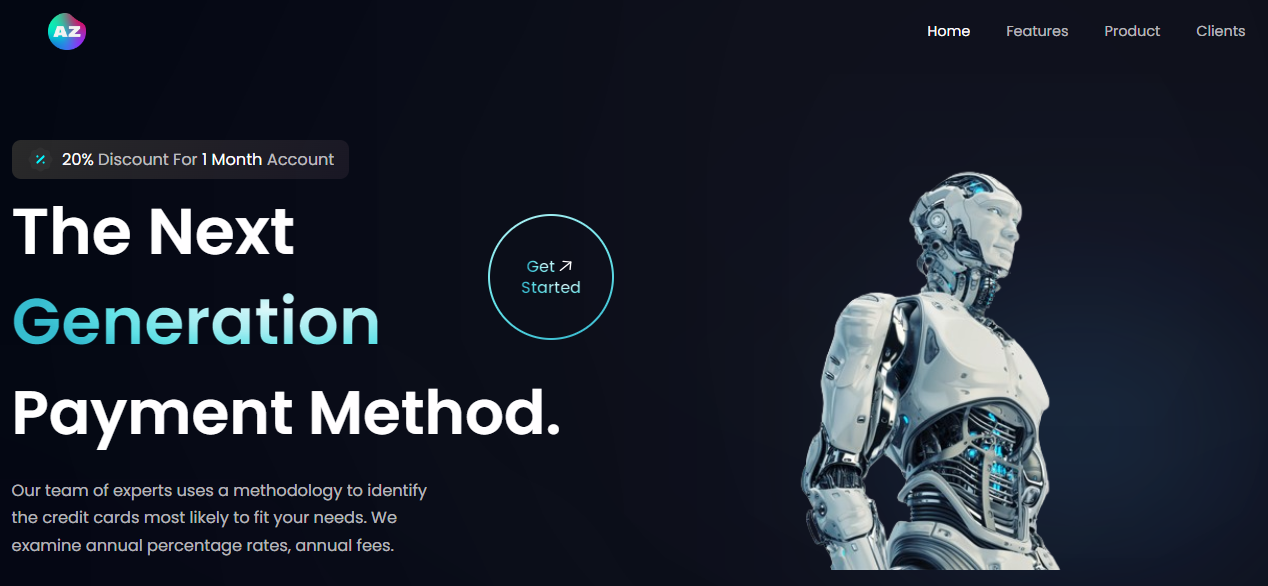 AZ
Home Features Product Clients
20% Discount For 1 Month Account
The Next
Generation
Payment Method.
Get
Started
Our team of experts uses a methodology to identify
the credit cards most likely to fit your needs. We
examine annual percentage rates, annual fees.